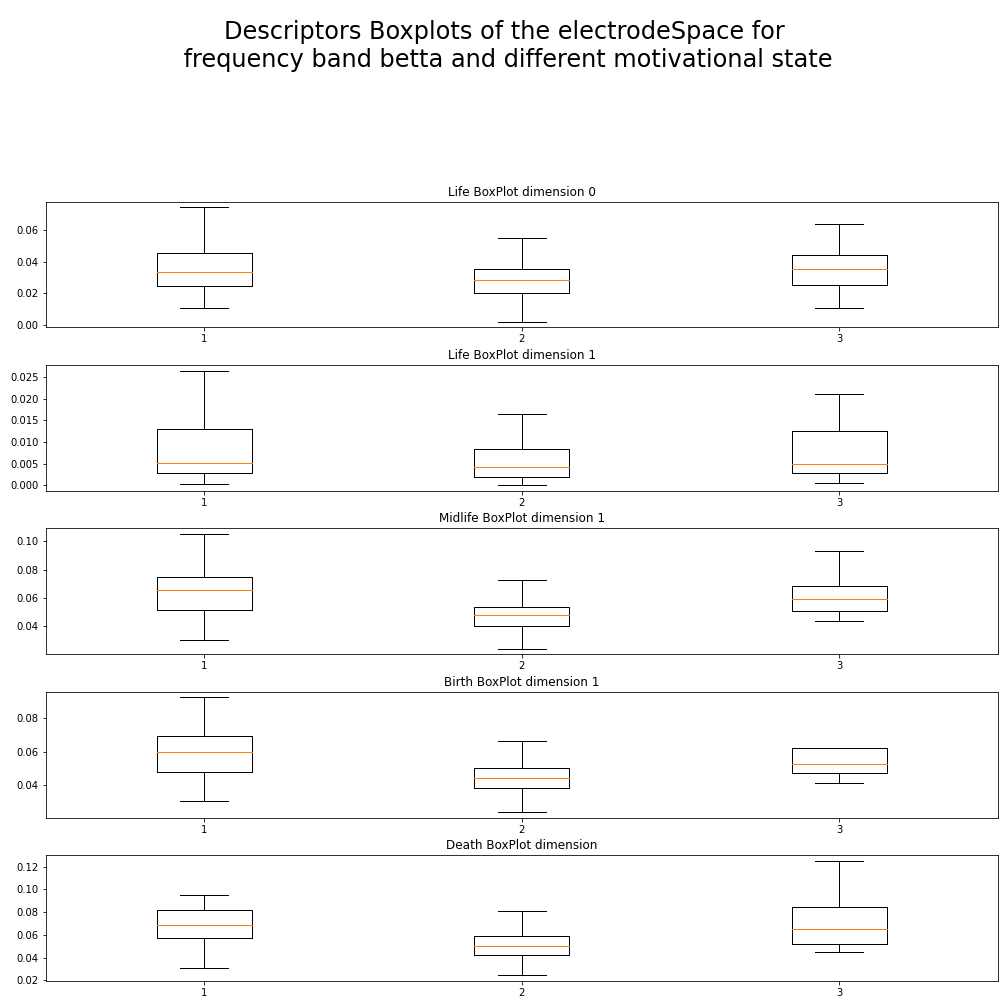 Descriptors Boxplots of the electrodeSpace for
frequency band betta and different motivational state
Life BoxPlot dimension 0
0.06
0.04
0.02
0.00
1 2 3
Life BoxPlot dimension 1
0.025
0.020
0.015
0.010
0.005
0.000
1 2 3
Midlife BoxPlot dimension 1
0.10
0.08
0.06
0.04
1 2 3
Birth BoxPlot dimension 1
0.08
0.06
0.04
1 2 3
Death BoxPlot dimension
0.12
0.10
0.08
0.06
0.04
0.02
1 2 3